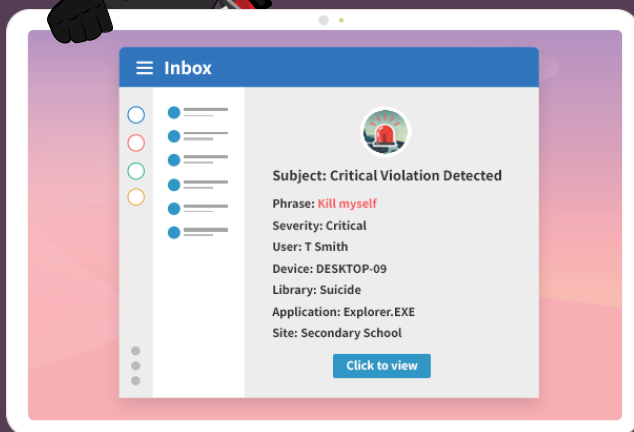 Inbox
Subject: Critical Violation Detected
Phrase: Kill myself
Severity: Critical
User: T Smith
Device: DESKTOP-09
Library: Suicide
Application: Explorer.EXE
Site: Secondary School
Click to view